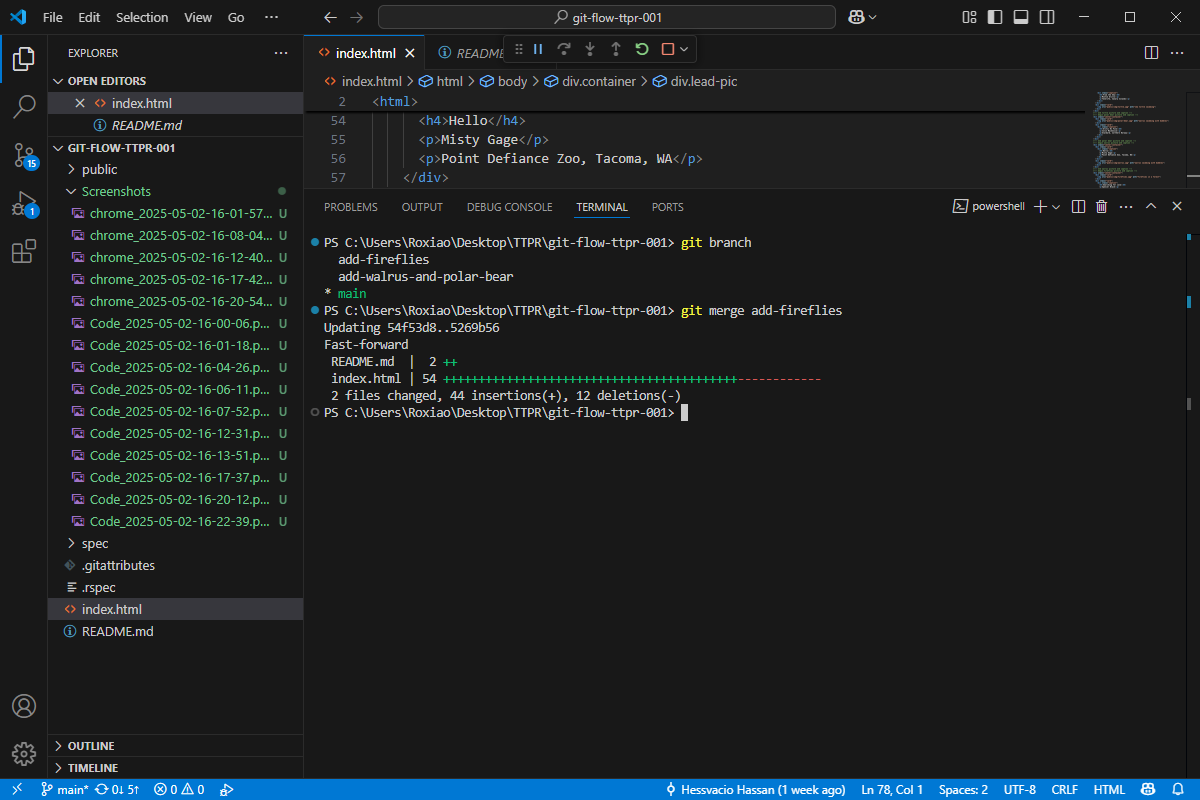 File Edit Selection View Go ··· git-flow-ttpr-001
EXPLORER ···
OPEN EDITORS
index.html
README.md
GIT-FLOW-TTPR-001
public
Screenshots
chrome_2025-05-02-16-01-57... U
chrome_2025-05-02-16-08-04... U
chrome_2025-05-02-16-12-40... U
chrome_2025-05-02-16-17-42... U
chrome_2025-05-02-16-20-54... U
Code_2025-05-02-16-00-06.p... U
Code_2025-05-02-16-01-18.p... U
Code_2025-05-02-16-04-26.p... U
Code_2025-05-02-16-06-11.p... U
Code_2025-05-02-16-07-52.p... U
Code_2025-05-02-16-12-31.p... U
Code_2025-05-02-16-13-51.p... U
Code_2025-05-02-16-17-37.p... U
Code_2025-05-02-16-20-12.p... U
Code_2025-05-02-16-22-39.p... U
spec
.gitattributes
.rspec
index.html
README.md
OUTLINE
TIMELINE
15
1
index.html README
index.html > html > body > div.container > div.lead-pic
2 <html>
54 <h4>Hello</h4>
55 <p>Misty Gage</p>
56 <p>Point Defiance Zoo, Tacoma, WA</p>
57 </div>
PROBLEMS OUTPUT DEBUG CONSOLE TERMINAL PORTS powershell
PS C:\Users\Roxiao\Desktop\TTPR\git-flow-ttpr-001> git branch
add-fireflies
add-walrus-and-polar-bear
* main
PS C:\Users\Roxiao\Desktop\TTPR\git-flow-ttpr-001> git merge add-fireflies
Updating 54f53d8..5269b56
Fast-forward
README.md | 2 ++
index.html | 54 ++++++++++++++++++++++++++++++++++++++++++------------
2 files changed, 44 insertions(+), 12 deletions(-)
PS C:\Users\Roxiao\Desktop\TTPR\git-flow-ttpr-001>
main* 0↓ 5↑ 0 0 Hessvacio Hassan (1 week ago) Ln 78, Col 1 Spaces: 2 UTF-8 CRLF HTML